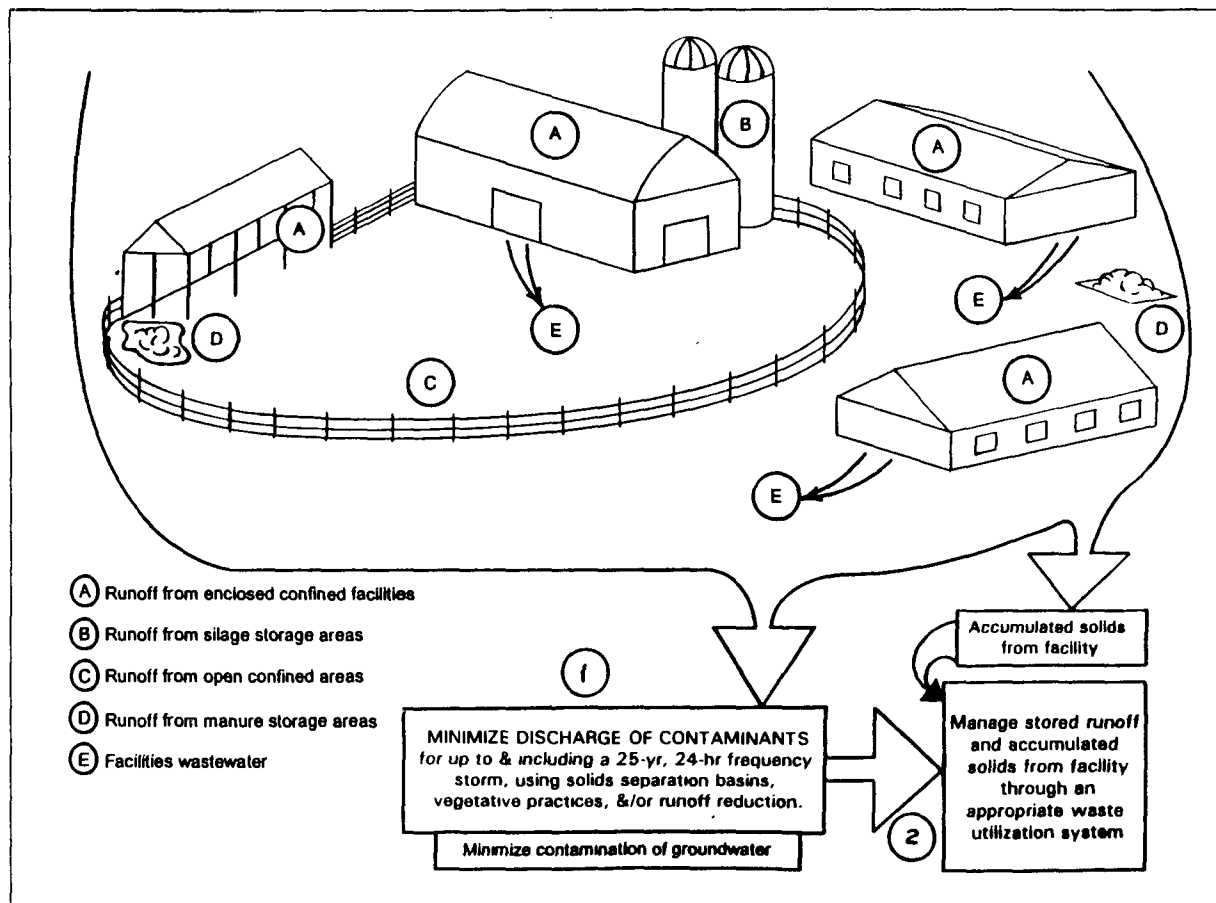 A
B
A
A
E
E
D
D
C
A
E
A Runoff from enclosed confined facilities
B Runoff from silage storage areas
C Runoff from open confined areas
D Runoff from manure storage areas
E Facilities wastewater
1
MINIMIZE DISCHARGE OF CONTAMINANTS
for up to & including a 25-yr, 24-hr frequency
storm, using solids separation basins,
vegetative practices, &/or runoff reduction.
Minimize contamination of groundwater
2
Accumulated solids
from facility
Manage stored runoff
and accumulated
solids from facility
through an
appropriate waste
utilization system